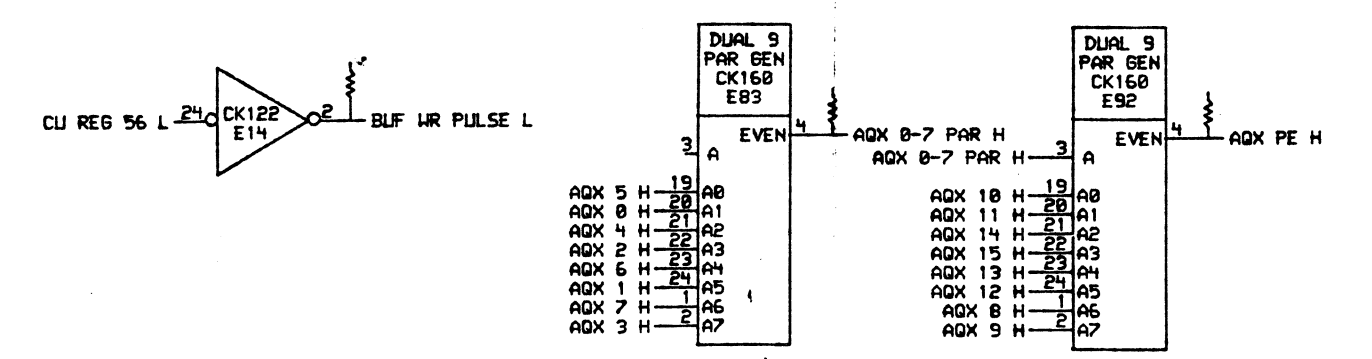 CU REG 56 L
24
CK122
E14
2
BUF WR PULSE L
DUAL 9
PAR GEN
CK160
E83
EVEN
4
AQX 0-7 PAR H
3
A
AQX 5 H
19
A0
AQX 0 H
20
A1
AQX 4 H
21
A2
AQX 2 H
22
A3
AQX 6 H
23
A4
AQX 1 H
24
A5
AQX 7 H
1
A6
AQX 3 H
2
A7
DUAL 9
PAR GEN
CK160
E92
EVEN
4
AQX PE H
AQX 0-7 PAR H
3
A
AQX 10 H
19
A0
AQX 11 H
20
A1
AQX 14 H
21
A2
AQX 15 H
22
A3
AQX 13 H
23
A4
AQX 12 H
24
A5
AQX 8 H
1
A6
AQX 9 H
2
A7